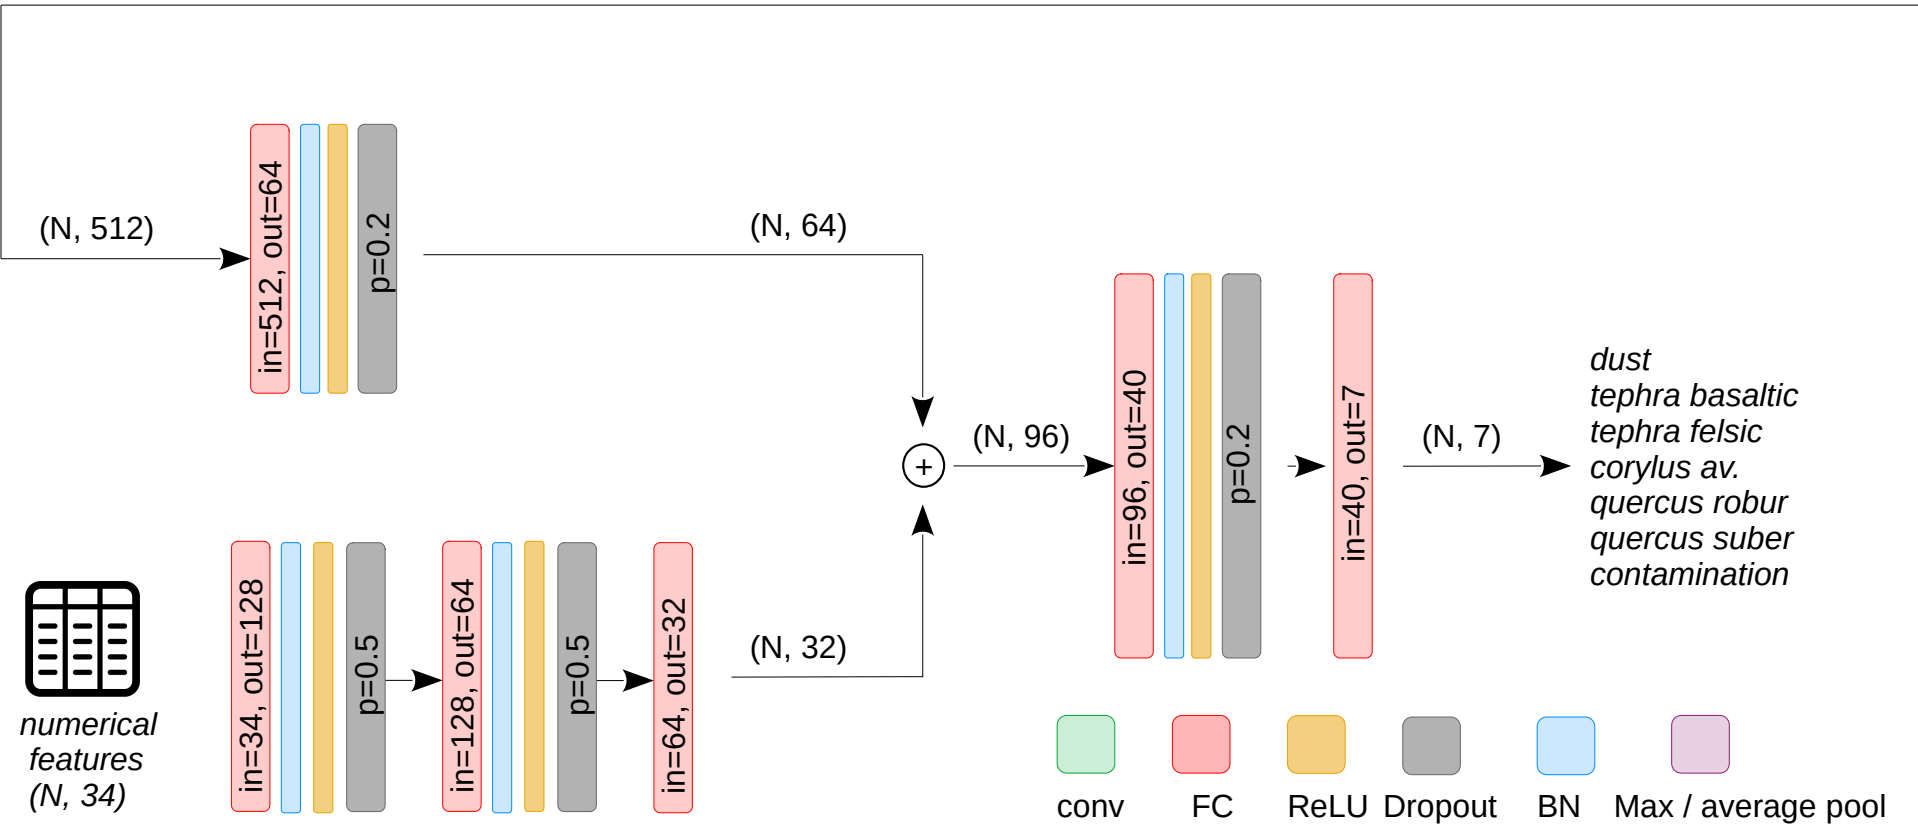 (N, 512)
in=512, out=64
p=0.2
(N, 64)
numerical
features
(N, 34)
in=34, out=128
p=0.5
in=128, out=64
p=0.5
in=64, out=32
(N, 32)
+
(N, 96)
in=96, out=40
p=0.2
in=40, out=7
(N, 7)
dust
tephra basaltic
tephra felsic
corylus av.
quercus robur
quercus suber
contamination
conv
FC
ReLU
Dropout
BN
Max / average pool